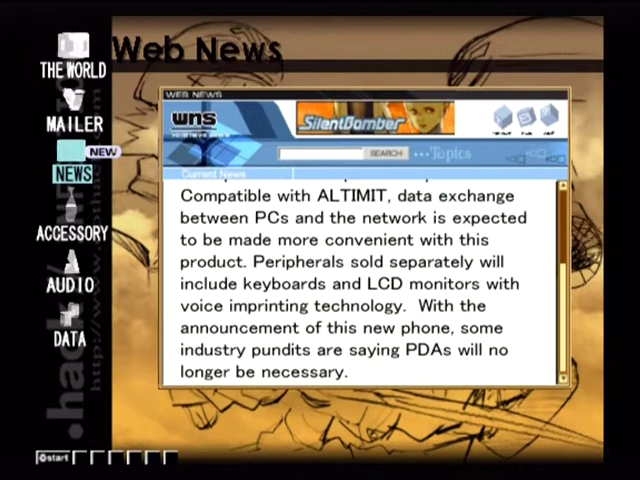 Web News
THE WORLD
MAILER
NEW
NEWS
ACCESSORY
AUDIO
DATA
.hack
http://www
start
WEB NEWS
wns
SilentBomber
SEARCH
Topics
Current News
Compatible with ALTIMIT, data exchange
between PCs and the network is expected
to be made more convenient with this
product. Peripherals sold separately will
include keyboards and LCD monitors with
voice imprinting technology. With the
announcement of this new phone, some
industry pundits are saying PDAs will no
longer be necessary.